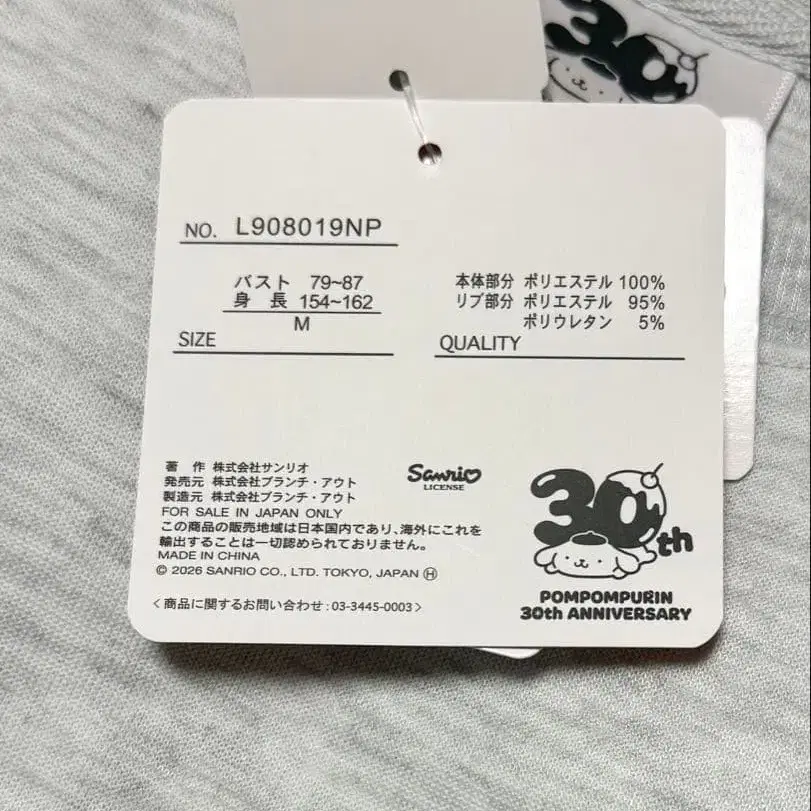 30
NO. L908019NP
バスト 79~87
身 長 154~162
M
SIZE
本体部分 ポリエステル 100%
リブ部分 ポリエステル 95%
ポリウレタン 5%
QUALITY
著 作 株式会社サンリオ
発売元 株式会社ブランチ・アウト
製造元 株式会社ブランチ・アウト
FOR SALE IN JAPAN ONLY
この商品の販売地域は日本国内であり、海外にこれを
輸出することは一切認められておりません。
MADE IN CHINA
© 2026 SANRIO CO., LTD. TOKYO, JAPAN Ⓗ
〈商品に関するお問い合わせ:03-3445-0003〉
Sanrio
LICENSE
30th
POMPOMPURIN
30th ANNIVERSARY